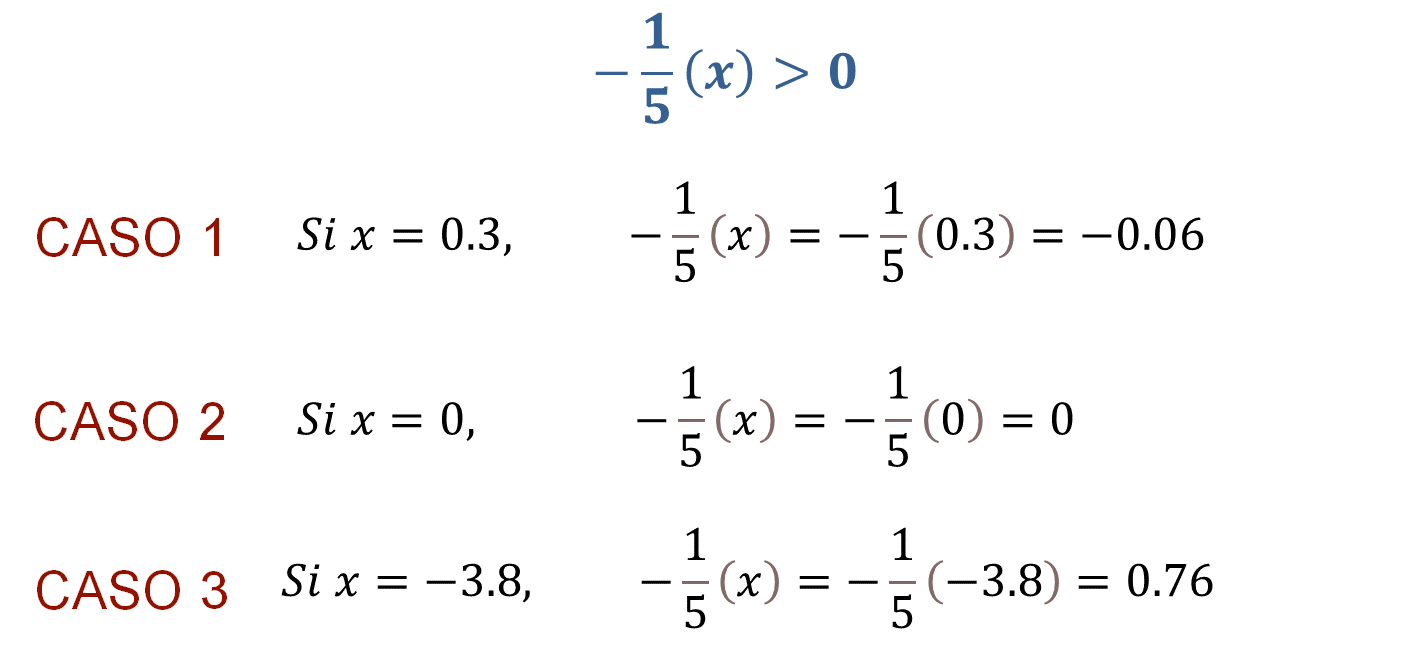 −1/5(x) > 0
CASO 1 Si x = 0.3, −1/5(x) = −1/5(0.3) = −0.06
CASO 2 Si x = 0, −1/5(x) = −1/5(0) = 0
CASO 3 Si x = −3.8, −1/5(x) = −1/5(−3.8) = 0.76